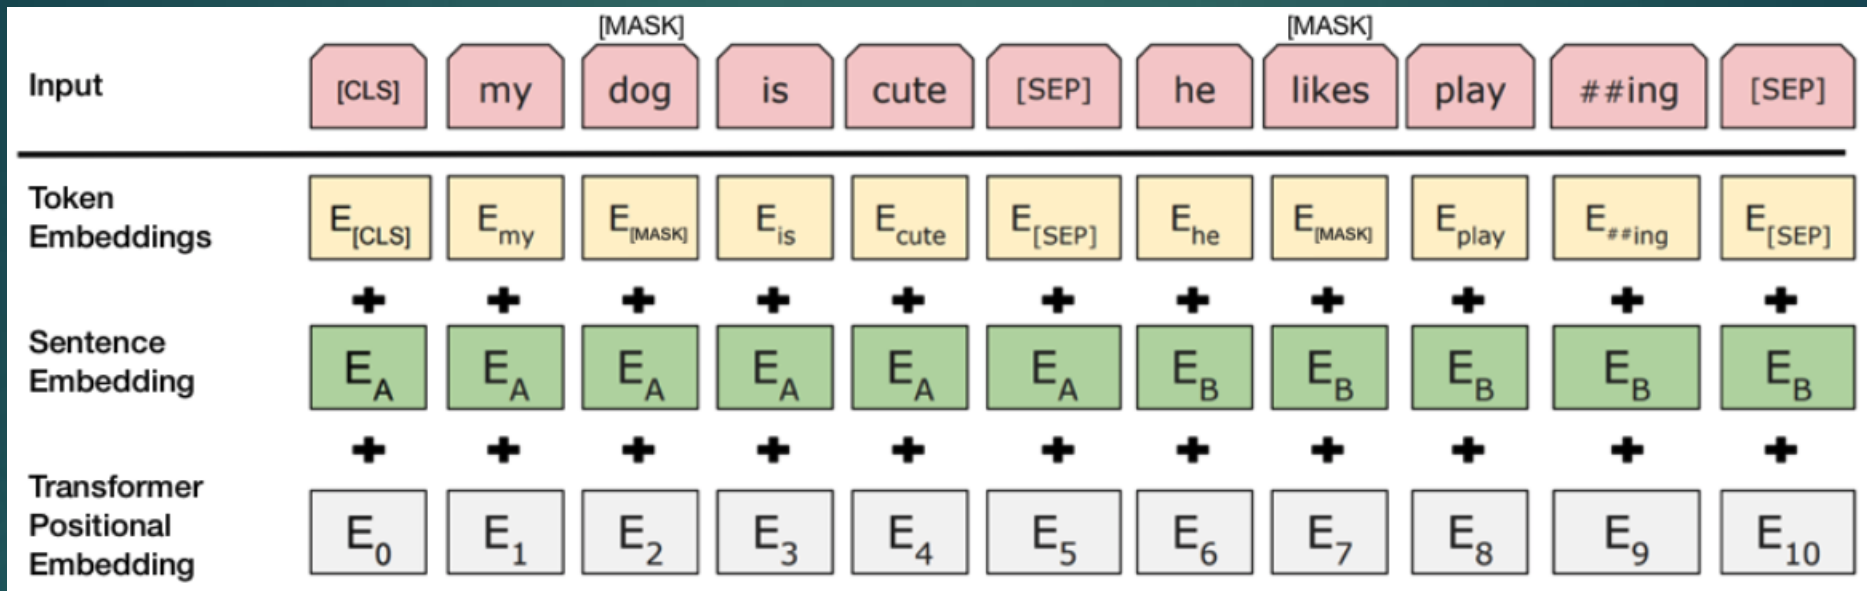 [MASK] [MASK]
Input [CLS] my dog is cute [SEP] he likes play ##ing [SEP]
Token
Embeddings
E[CLS] Emy E[MASK] Eis Ecute E[SEP] Ehe E[MASK] Eplay E##ing E[SEP]
+ + + + + + + + + + +
Sentence
Embedding
EA EA EA EA EA EA EB EB EB EB EB
+ + + + + + + + + + +
Transformer
Positional
Embedding
E0 E1 E2 E3 E4 E5 E6 E7 E8 E9 E10